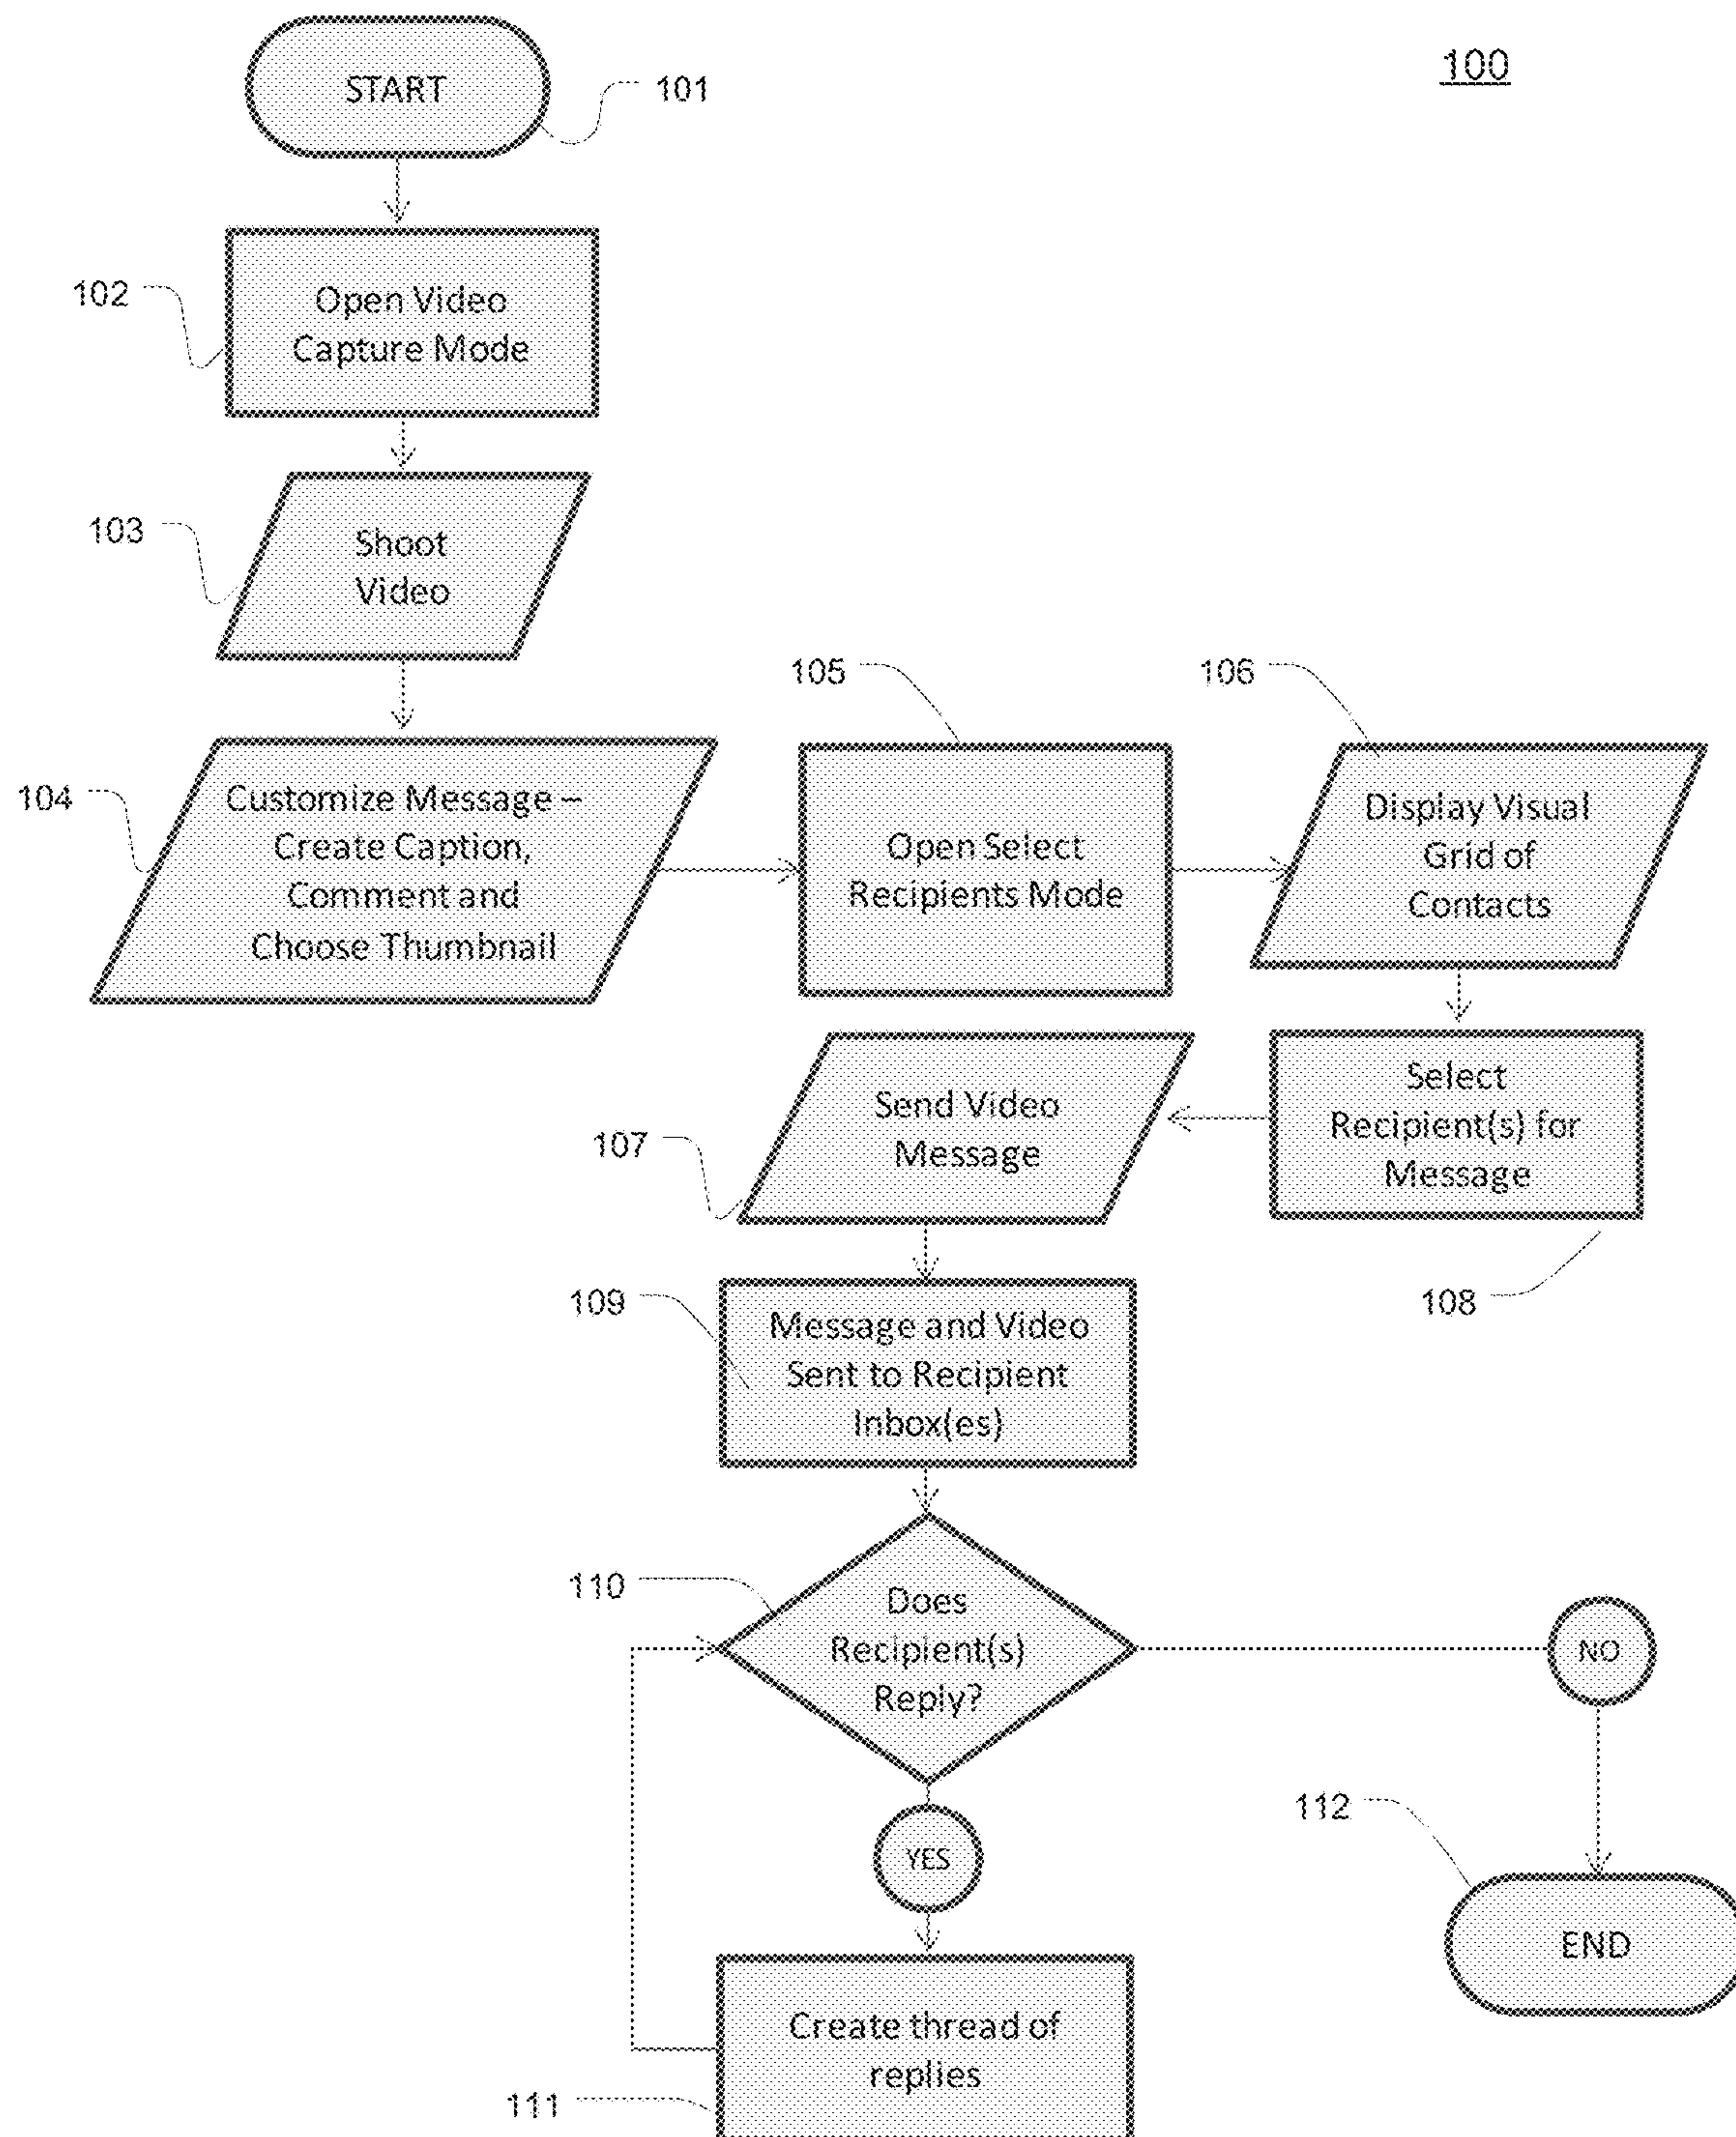 100
START
101
102
Open Video
Capture Mode
103
Shoot
Video
104
Customize Message –
Create Caption,
Comment and
Choose Thumbnail
105
Open Select
Recipients Mode
106
Display Visual
Grid of
Contacts
Select
Recipient(s) for
Message
108
Send Video
Message
107
109
Message and Video
Sent to Recipient
Inbox(es)
110
Does
Recipient(s)
Reply?
NO
YES
112
END
Create thread of
replies
111